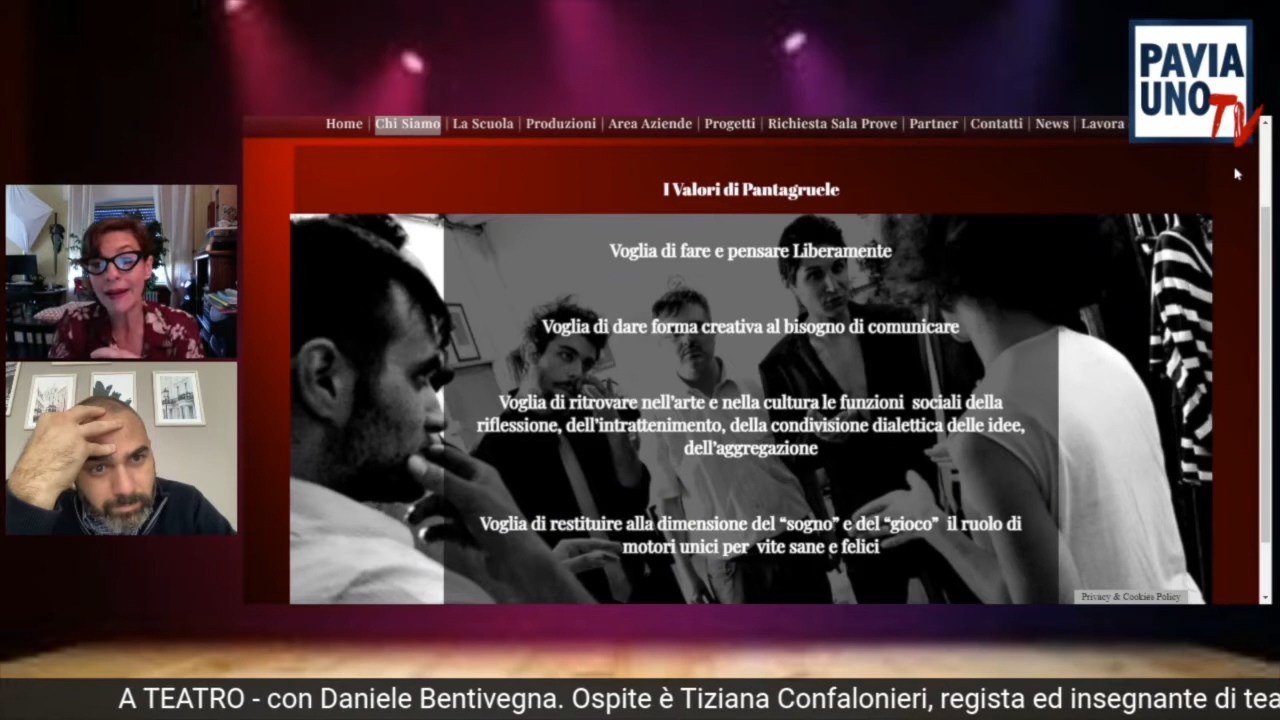 PAVIA
UNO TV
Home | Chi Siamo | La Scuola | Produzioni | Area Aziende | Progetti | Richiesta Sala Prove | Partner | Contatti | News | Lavora
I Valori di Pantagruele
Voglia di fare e pensare Liberamente
Voglia di dare forma creativa al bisogno di comunicare
Voglia di ritrovare nell'arte e nella cultura le funzioni sociali della
riflessione, dell'intrattenimento, della condivisione dialettica delle idee,
dell'aggregazione
Voglia di restituire alla dimensione del “sogno” e del “gioco” il ruolo di
motori unici per vite sane e felici
Privacy & Cookies Policy
A TEATRO - con Daniele Bentivegna. Ospite è Tiziana Confalonieri, regista ed insegnante di tea